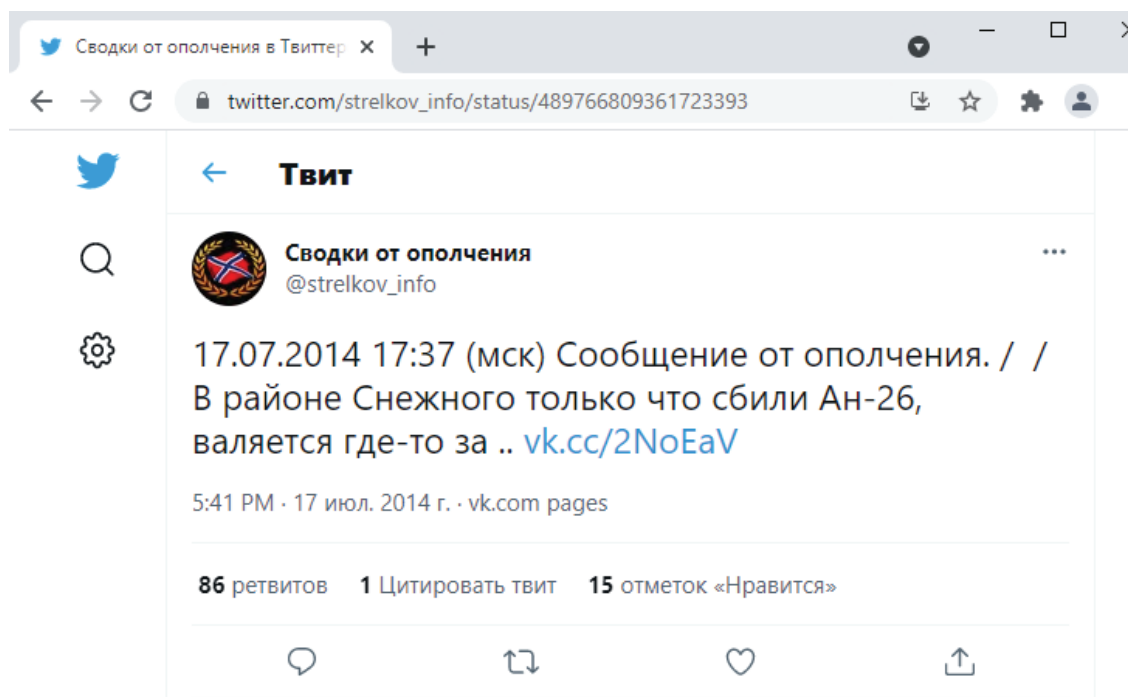 Сводки от ополчения в Твиттер
twitter.com/strelkov_info/status/489766809361723393
Твит
Сводки от ополчения
@strelkov_info
17.07.2014 17:37 (мск) Сообщение от ополчения. / /
В районе Снежного только что сбили Ан-26,
валяется где-то за .. vk.cc/2NoEaV
5:41 PM · 17 июл. 2014 г. · vk.com pages
86 ретвитов 1 Цитировать твит 15 отметок «Нравится»